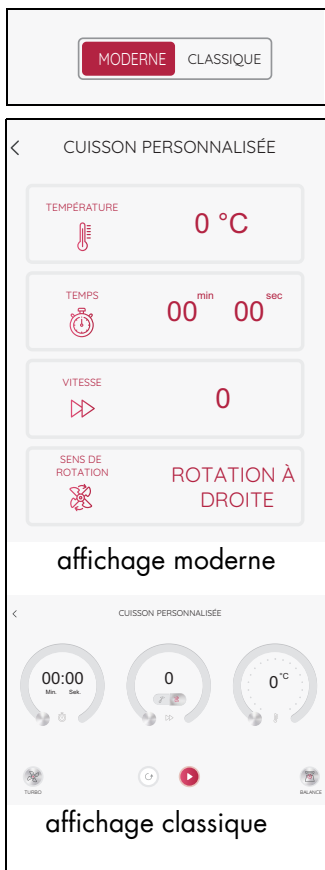 MODERNE CLASSIQUE
CUISSON PERSONNALISÉE
TEMPÉRATURE
0 °C
TEMPS
00 min 00 sec
VITESSE
0
SENS DE
ROTATION
ROTATION À
DROITE
affichage moderne
CUISSON PERSONNALISÉE
00:00
Min. Sek.
0
0 °C
TURBO
BALANCE
affichage classique